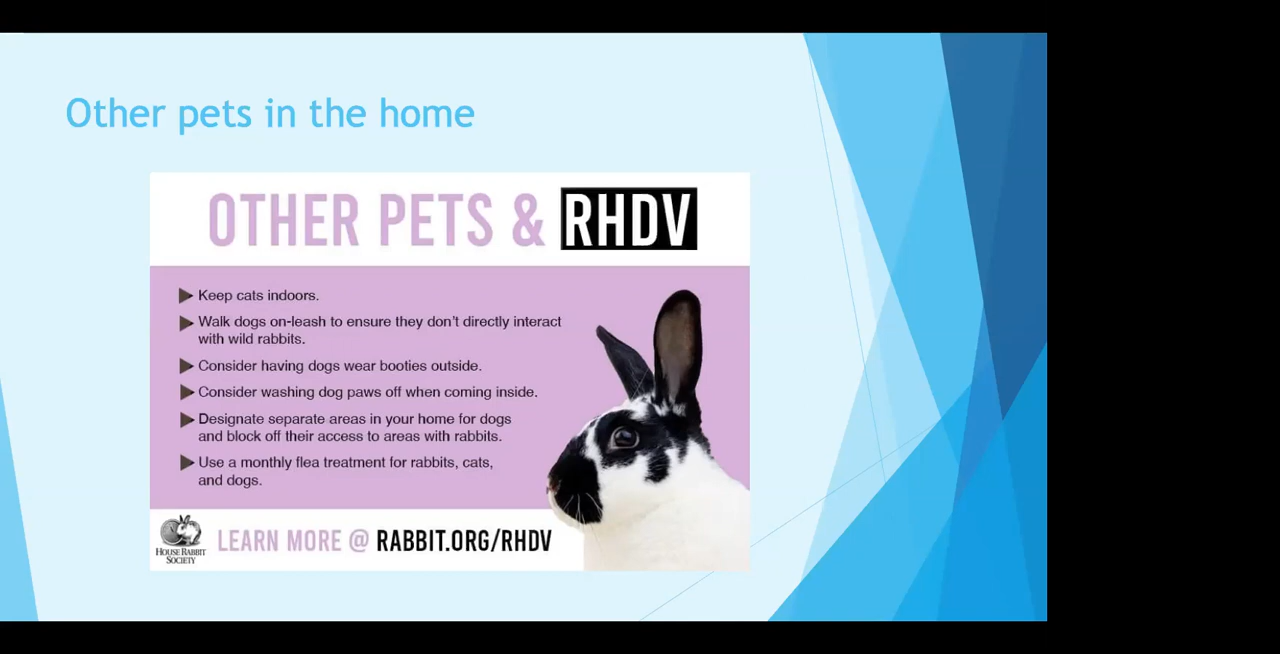 Other pets in the home
OTHER PETS & RHDV
Keep cats indoors.
Walk dogs on-leash to ensure they don't directly interact
with wild rabbits.
Consider having dogs wear booties outside.
Consider washing dog paws off when coming inside.
Designate separate areas in your home for dogs
and block off their access to areas with rabbits.
Use a monthly flea treatment for rabbits, cats,
and dogs.
HOUSE RABBIT
SOCIETY
LEARN MORE @ RABBIT.ORG/RHDV